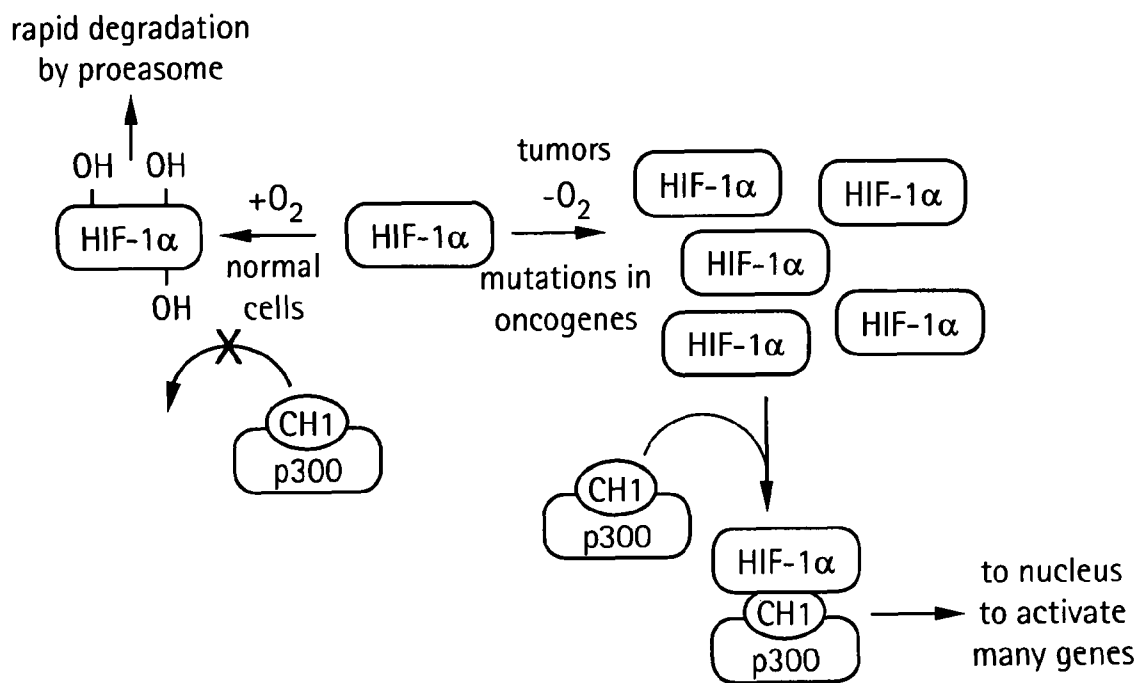 rapid degradation
by proeasome
OH OH
HIF-1α
OH
+O2
normal
cells
HIF-1α
tumors
-O2
mutations in
oncogenes
HIF-1α
HIF-1α
HIF-1α
HIF-1α
HIF-1α
X
CH1
p300
CH1
p300
HIF-1α
CH1
p300
to nucleus
to activate
many genes